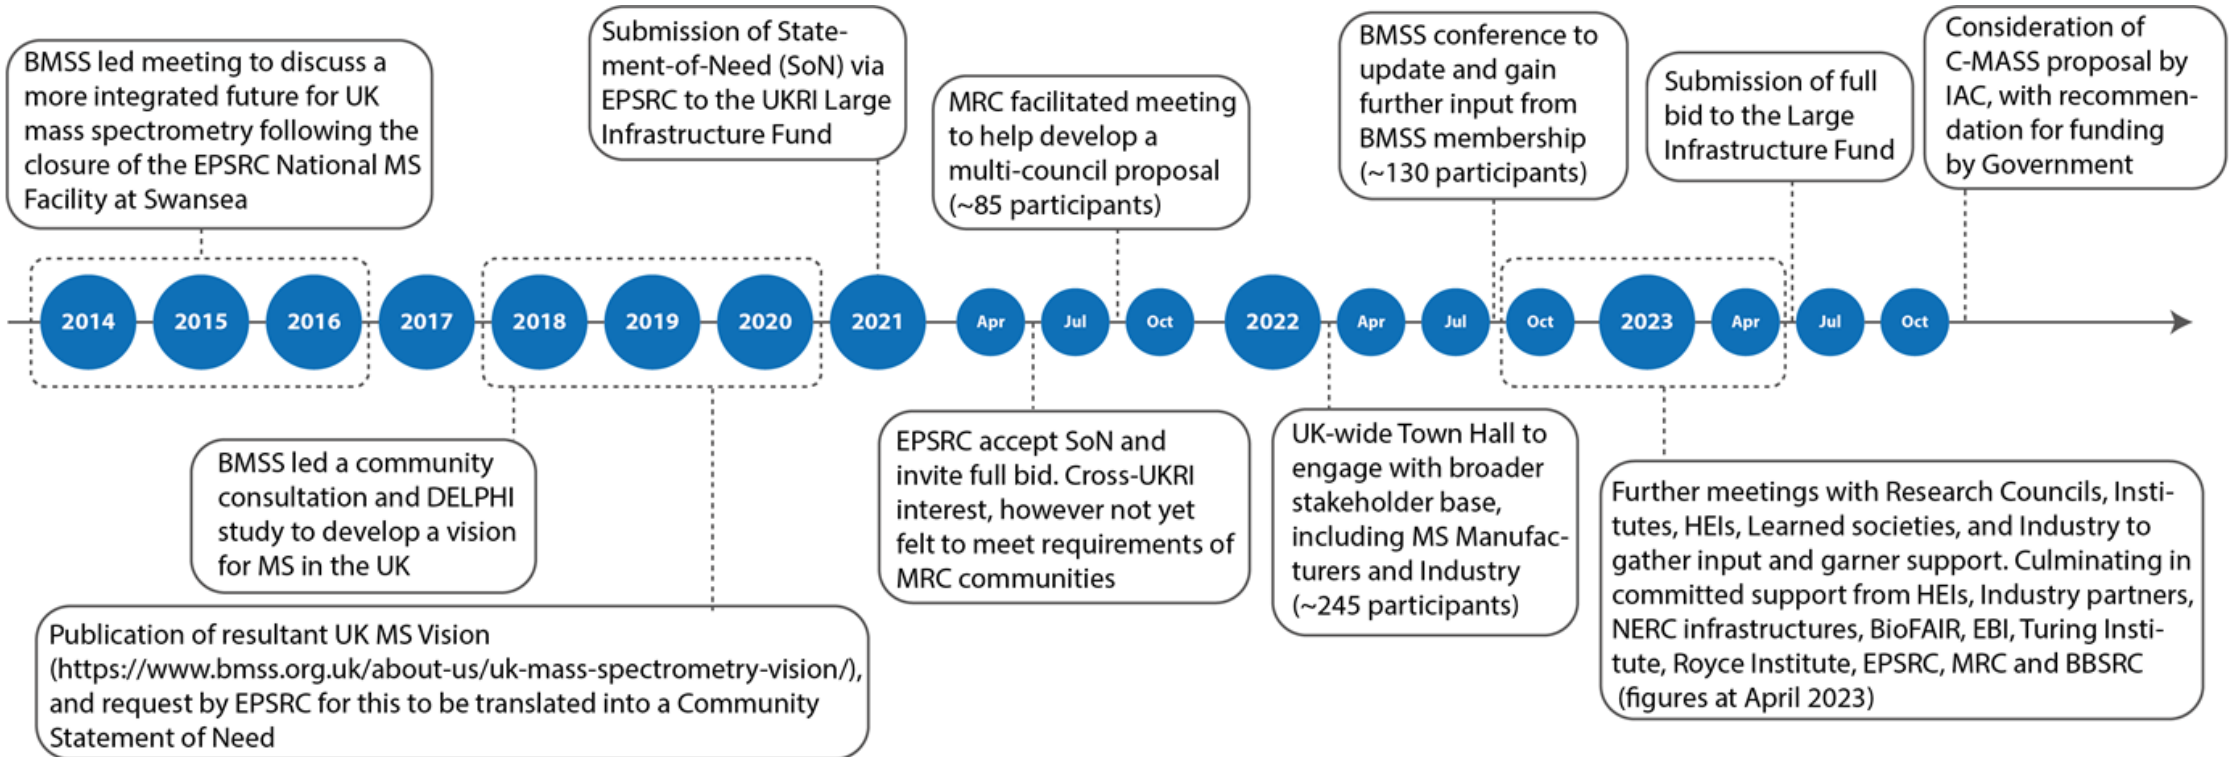 BMSS led meeting to discuss a
more integrated future for UK
mass spectrometry following the
closure of the EPSRC National MS
Facility at Swansea
Submission of State-
ment-of-Need (SoN) via
EPSRC to the UKRI Large
Infrastructure Fund
MRC facilitated meeting
to help develop a
multi-council proposal
(~85 participants)
BMSS conference to
update and gain
further input from
BMSS membership
(~130 participants)
Submission of full
bid to the Large
Infrastructure Fund
Consideration of
C-MASS proposal by
IAC, with recommen-
dation for funding
by Government
2014 2015 2016 2017 2018 2019 2020 2021 Apr Jul Oct 2022 Apr Jul Oct 2023 Apr Jul Oct
BMSS led a community
consultation and DELPHI
study to develop a vision
for MS in the UK
Publication of resultant UK MS Vision
(https://www.bmss.org.uk/about-us/uk-mass-spectrometry-vision/),
and request by EPSRC for this to be translated into a Community
Statement of Need
EPSRC accept SoN and
invite full bid. Cross-UKRI
interest, however not yet
felt to meet requirements of
MRC communities
UK-wide Town Hall to
engage with broader
stakeholder base,
including MS Manufac-
turers and Industry
(~245 participants)
Further meetings with Research Councils, Insti-
tutes, HEIs, Learned societies, and Industry to
gather input and garner support. Culminating in
committed support from HEIs, Industry partners,
NERC infrastructures, BioFAIR, EBI, Turing Insti-
tute, Royce Institute, EPSRC, MRC and BBSRC
(figures at April 2023)